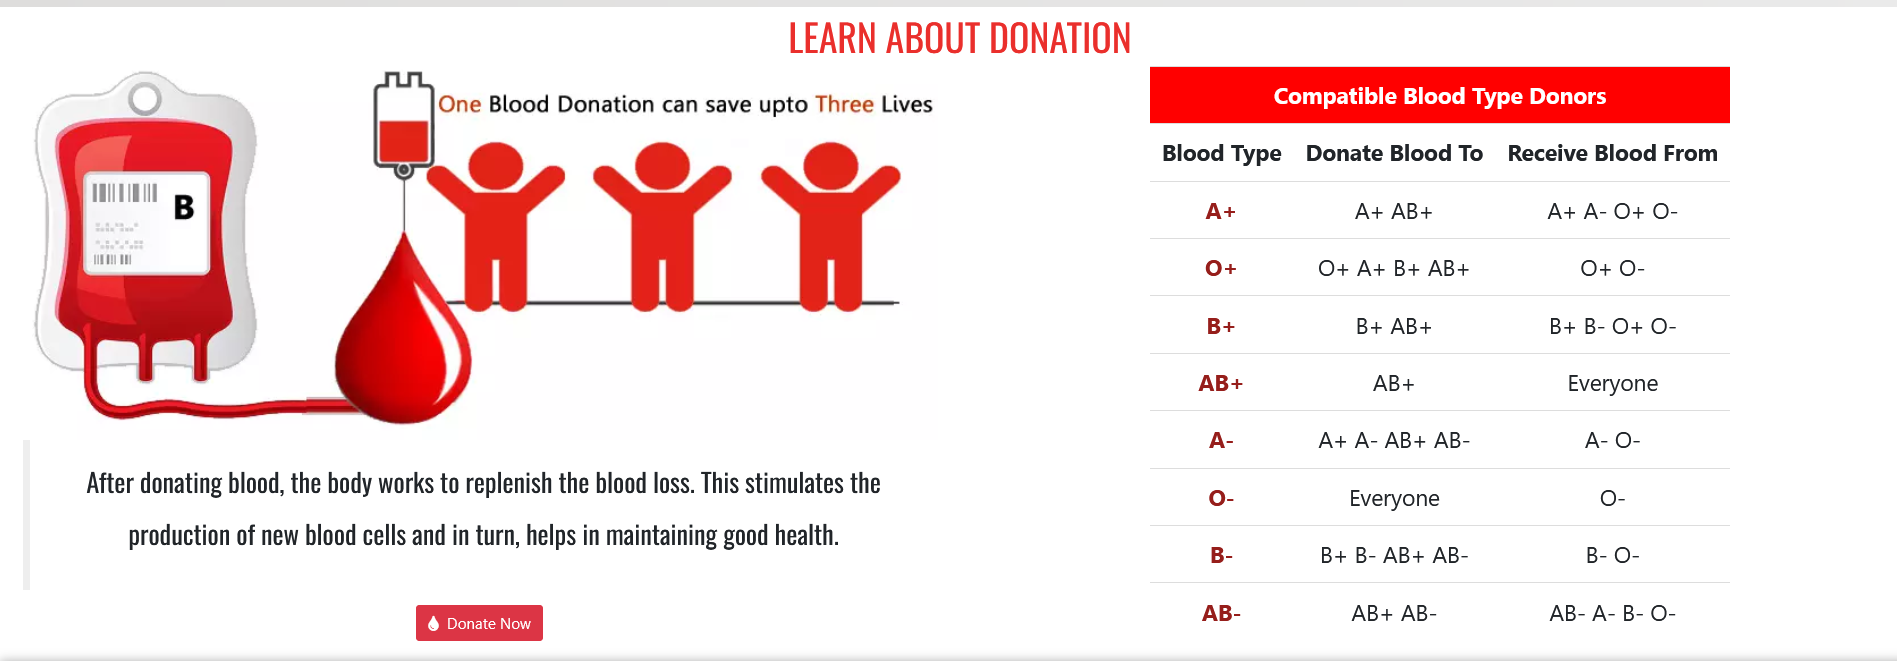 LEARN ABOUT DONATION
B
One Blood Donation can save upto Three Lives
After donating blood, the body works to replenish the blood loss. This stimulates the
production of new blood cells and in turn, helps in maintaining good health.
Donate Now
Compatible Blood Type Donors
Blood Type Donate Blood To Receive Blood From
A+ A+ AB+ A+ A- O+ O-
O+ O+ A+ B+ AB+ O+ O-
B+ B+ AB+ B+ B- O+ O-
AB+ AB+ Everyone
A- A+ A- AB+ AB- A- O-
O- Everyone O-
B- B+ B- AB+ AB- B- O-
AB- AB+ AB- AB- A- B- O-